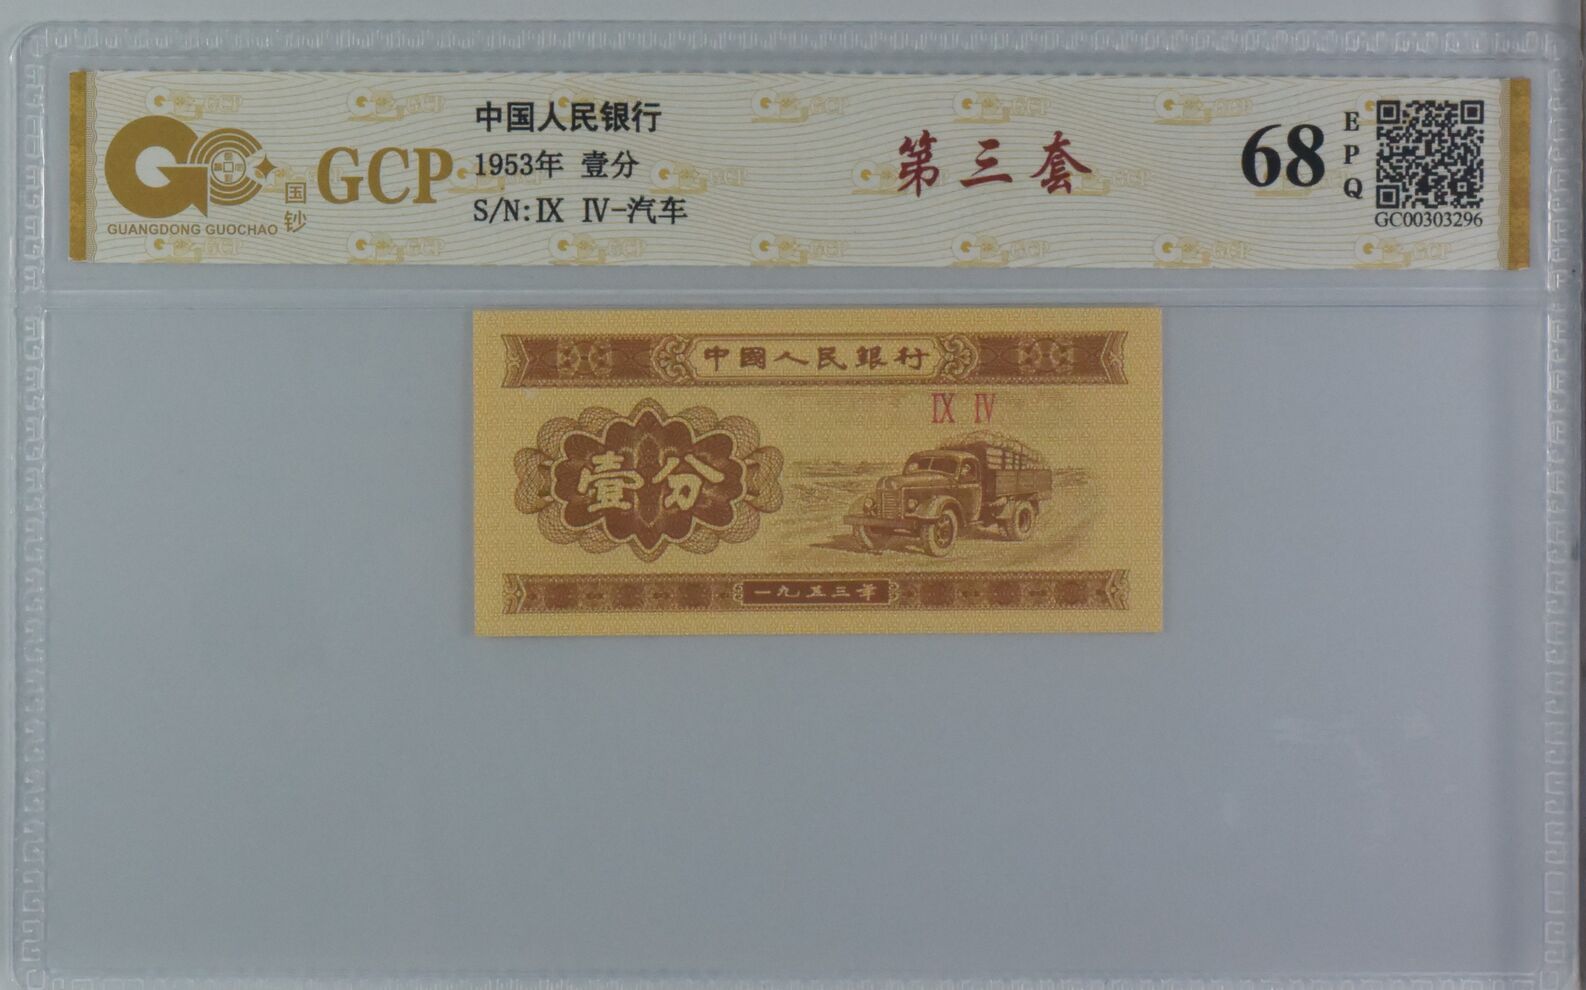 中国人民银行
1953年 壹分
S/N:Ⅸ Ⅳ-汽车
GCP
GUANGDONG GUOCHAO
国钞
第三套
68
EPQ
GC00303296
中國人民銀行
Ⅸ Ⅳ
壹分
一九五三年